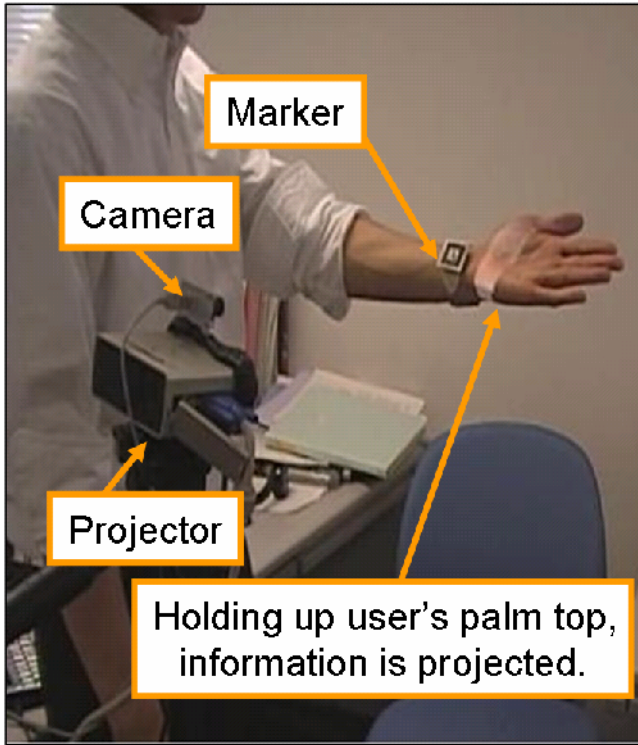 Marker
Camera
Projector
Holding up user's palm top,
information is projected.